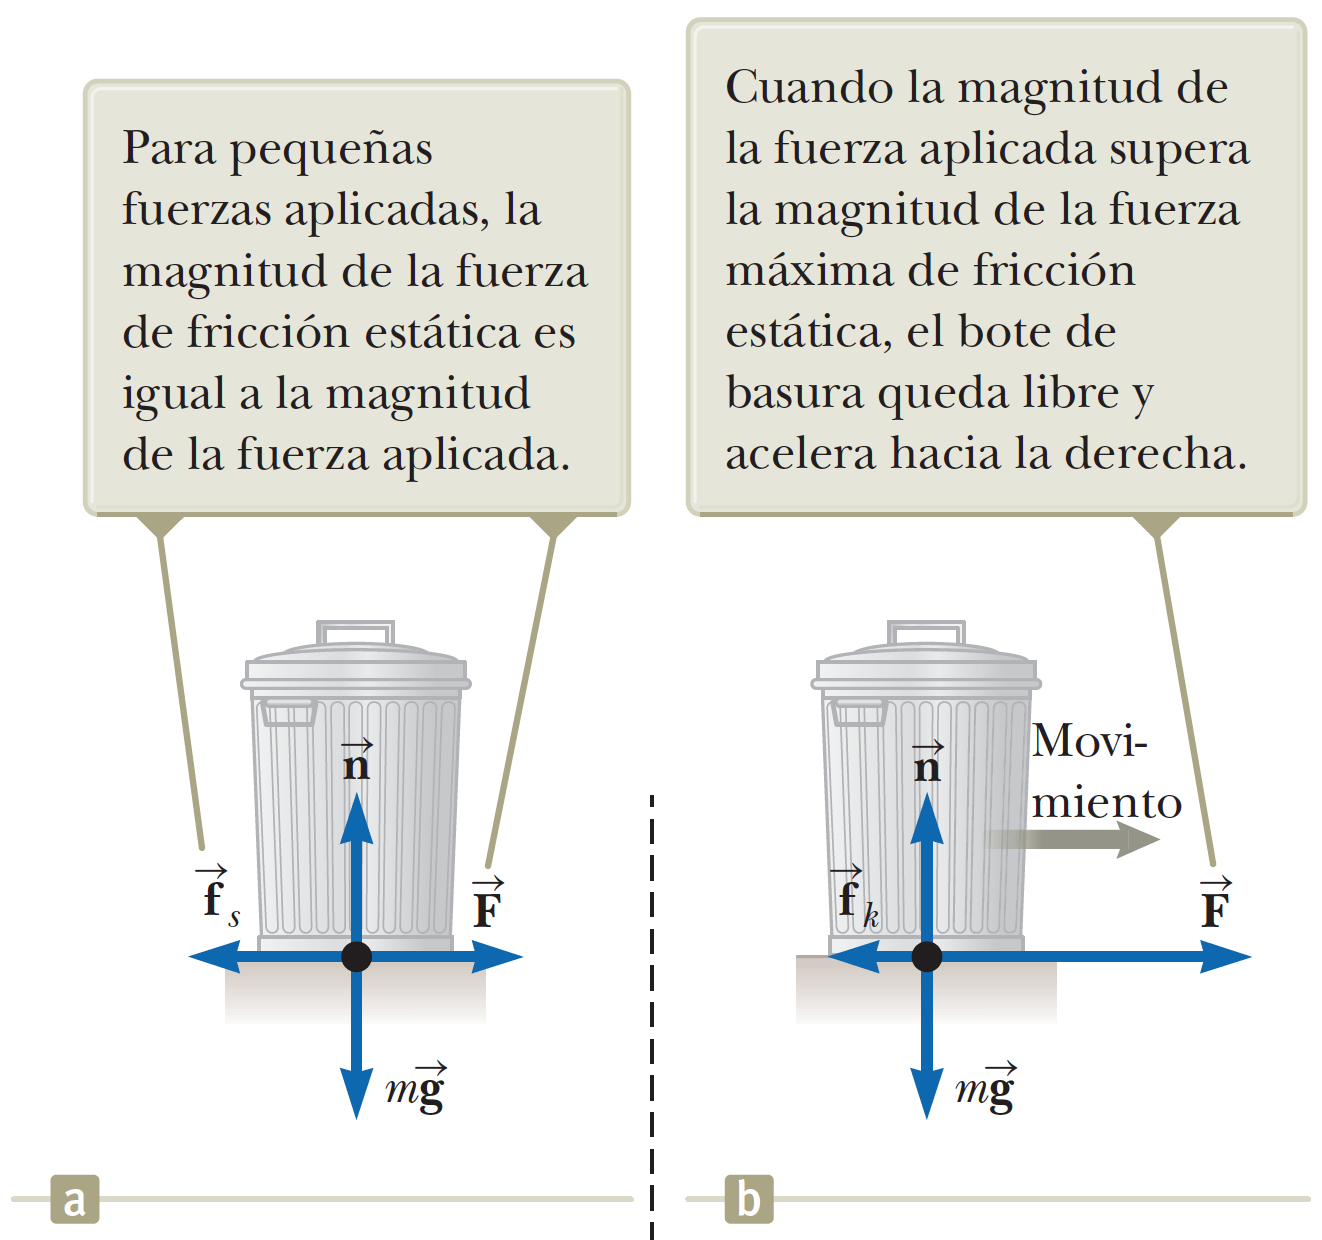 Para pequeñas
fuerzas aplicadas, la
magnitud de la fuerza
de fricción estática es
igual a la magnitud
de la fuerza aplicada.
Cuando la magnitud de
la fuerza aplicada supera
la magnitud de la fuerza
máxima de fricción
estática, el bote de
basura queda libre y
acelera hacia la derecha.
n⃗
f⃗ₛ
F⃗
mg⃗
a
n⃗
Movi-
miento
f⃗ₖ
F⃗
mg⃗
b